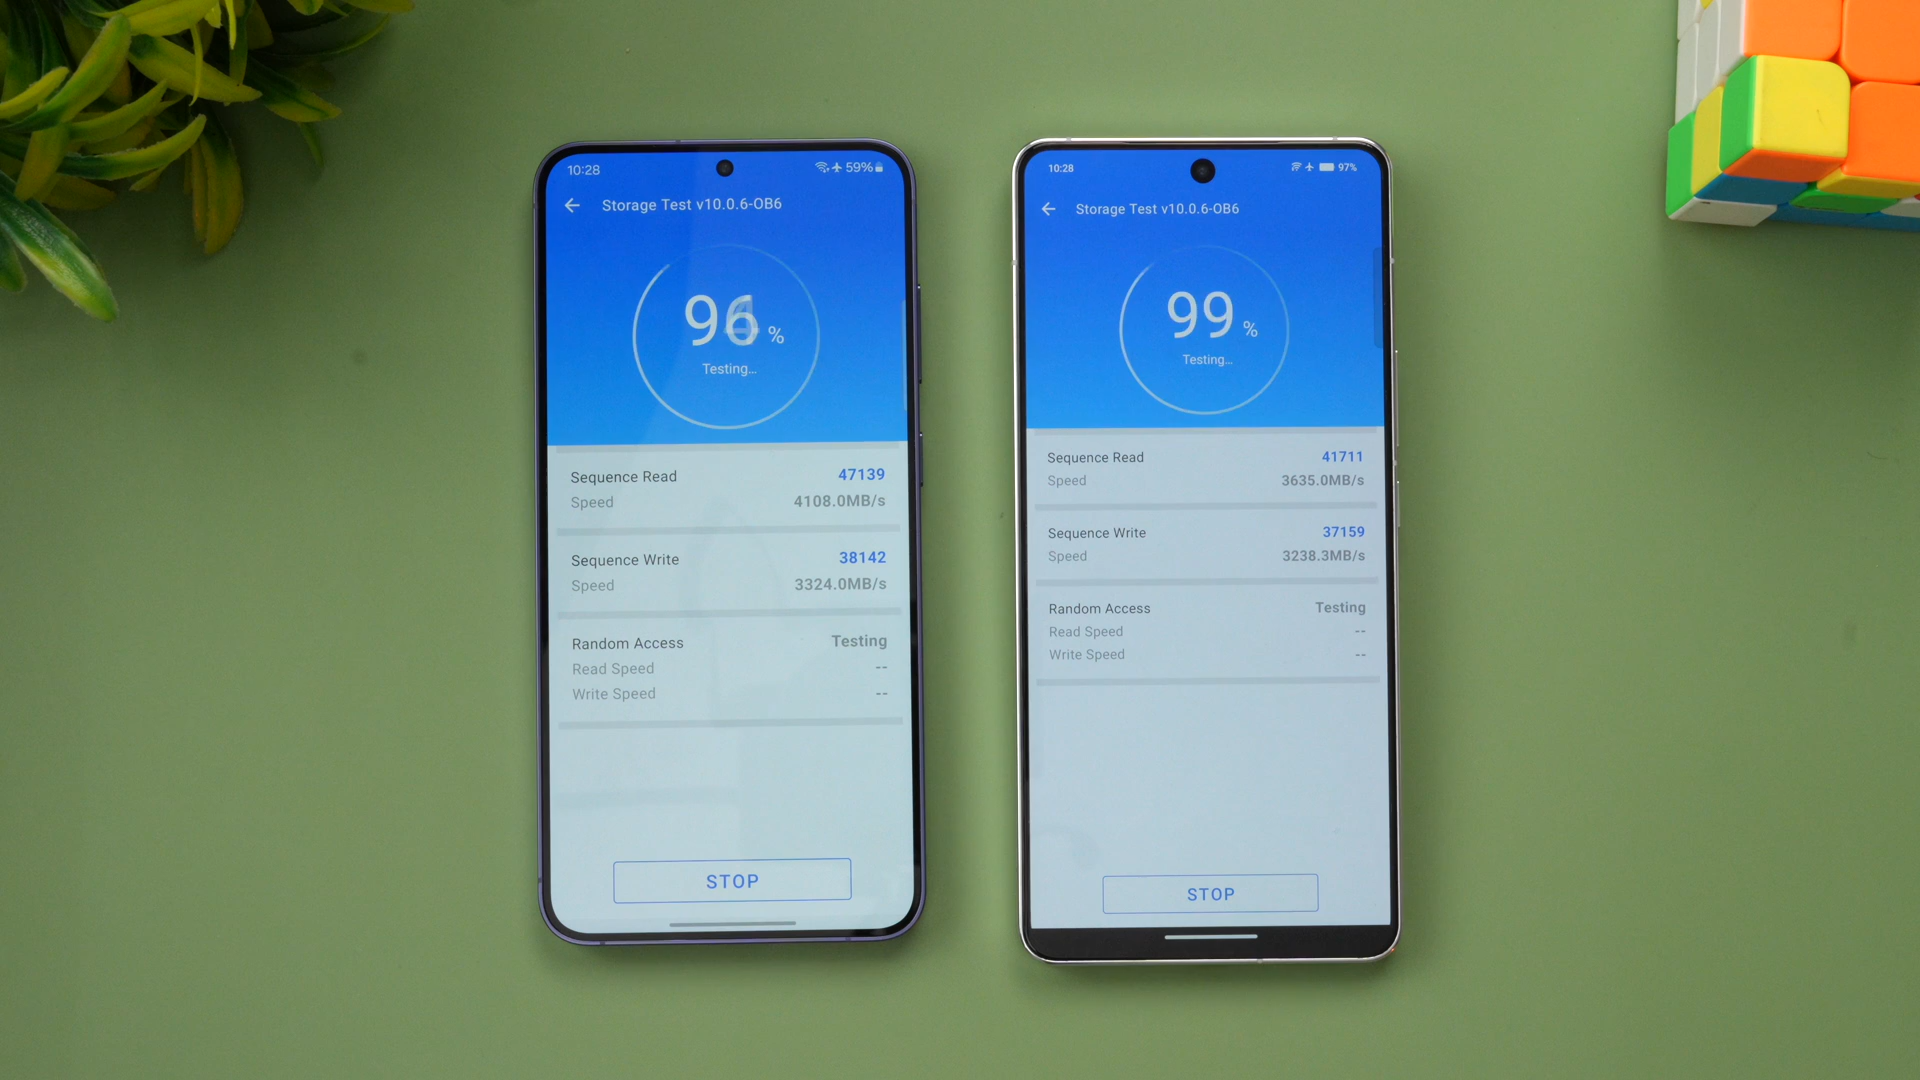 10:28
59%
Storage Test v10.0.6-OB6
%
Testing...
Sequence Read 47139
Speed 4108.0MB/s
Sequence Write 38142
Speed 3324.0MB/s
Random Access Testing
Read Speed --
Write Speed --
STOP
10:28
97%
Storage Test v10.0.6-OB6
99 %
Testing...
Sequence Read 41711
Speed 3635.0MB/s
Sequence Write 37159
Speed 3238.3MB/s
Random Access Testing
Read Speed --
Write Speed --
STOP